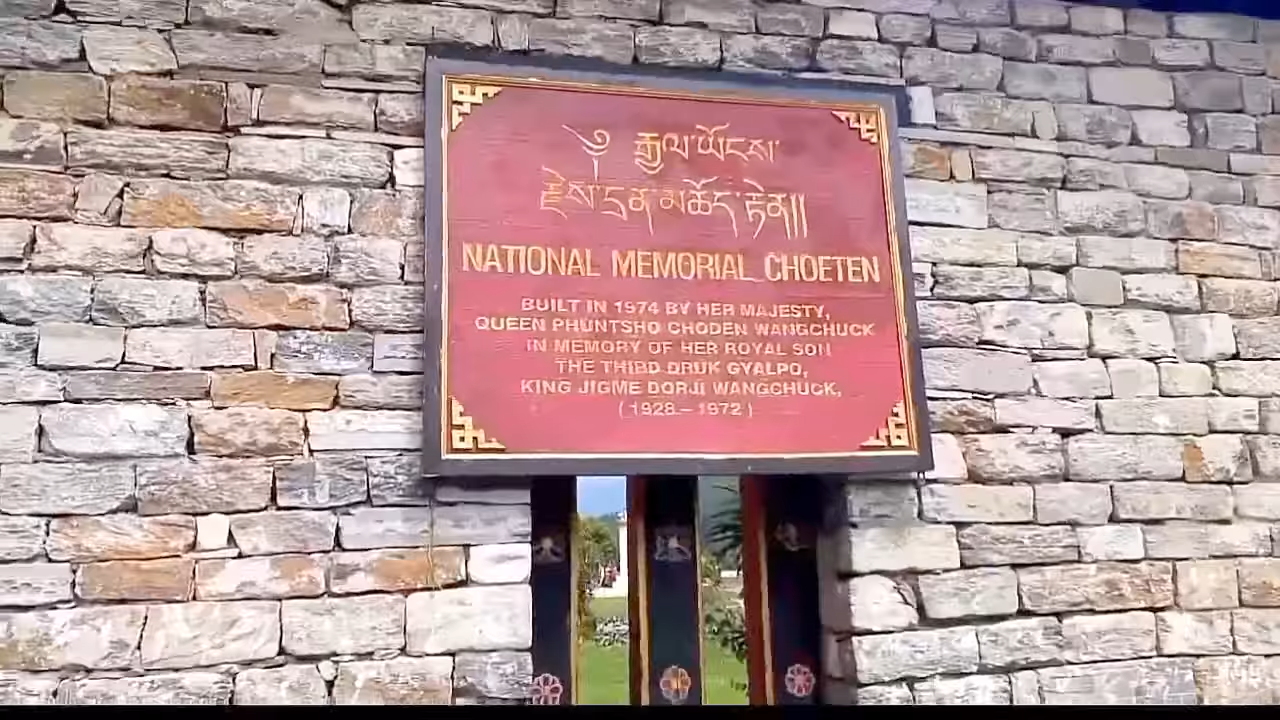 ༄ རྒྱལ་ཡོངས་
རྗེས་དྲན་མཆོད་རྟེན།།
NATIONAL MEMORIAL CHOETEN
BUILT IN 1974 BY HER MAJESTY,
QUEEN PHUNTSHO CHODEN WANGCHUCK
IN MEMORY OF HER ROYAL SON
THE THIRD DRUK GYALPO,
KING JIGME DORJI WANGCHUCK,
(1928 – 1972)